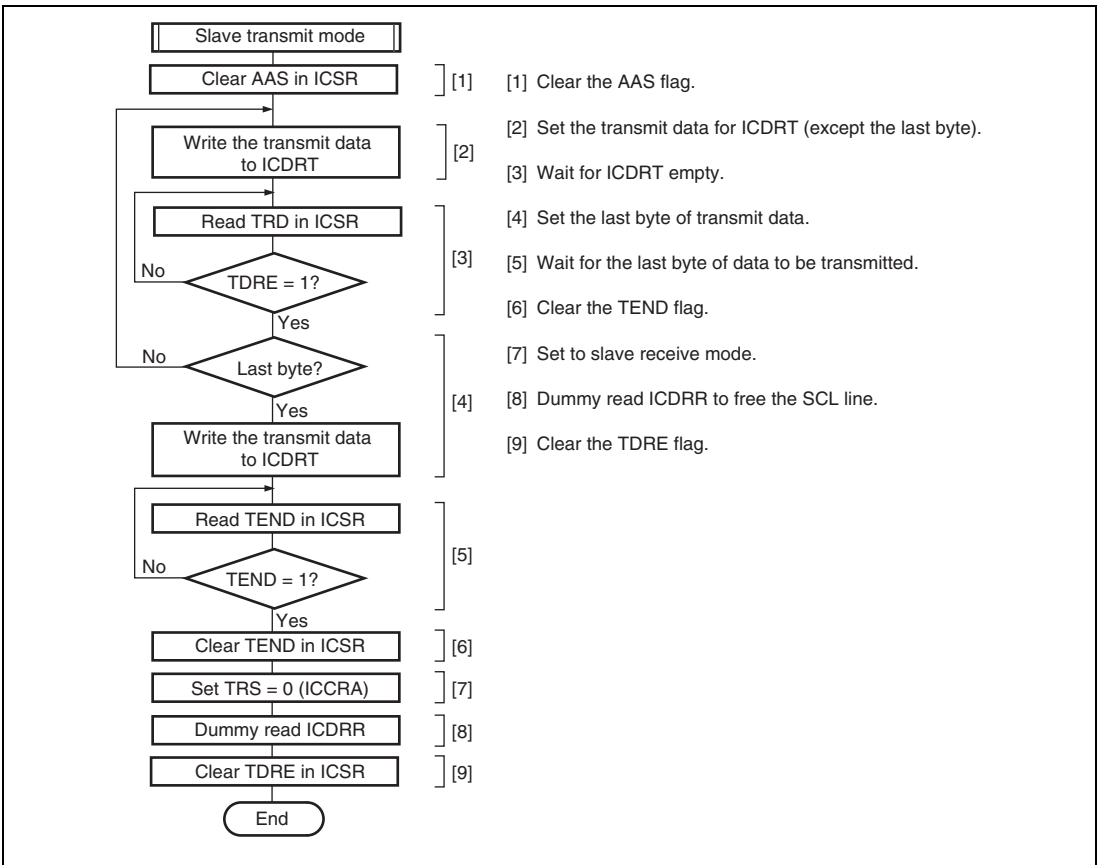 Slave transmit mode
Clear AAS in ICSR
[1]
[1] Clear the AAS flag.
[2] Set the transmit data for ICDRT (except the last byte).
Write the transmit data
to ICDRT
[2]
[3] Wait for ICDRT empty.
Read TRD in ICSR
[4] Set the last byte of transmit data.
[3]
[5] Wait for the last byte of data to be transmitted.
No
TDRE = 1?
[6] Clear the TEND flag.
Yes
[7] Set to slave receive mode.
No
Last byte?
[8] Dummy read ICDRR to free the SCL line.
[4]
Yes
Write the transmit data
to ICDRT
[9] Clear the TDRE flag.
Read TEND in ICSR
[5]
No
TEND = 1?
Yes
Clear TEND in ICSR
[6]
Set TRS = 0 (ICCRA)
[7]
Dummy read ICDRR
[8]
Clear TDRE in ICSR
[9]
End